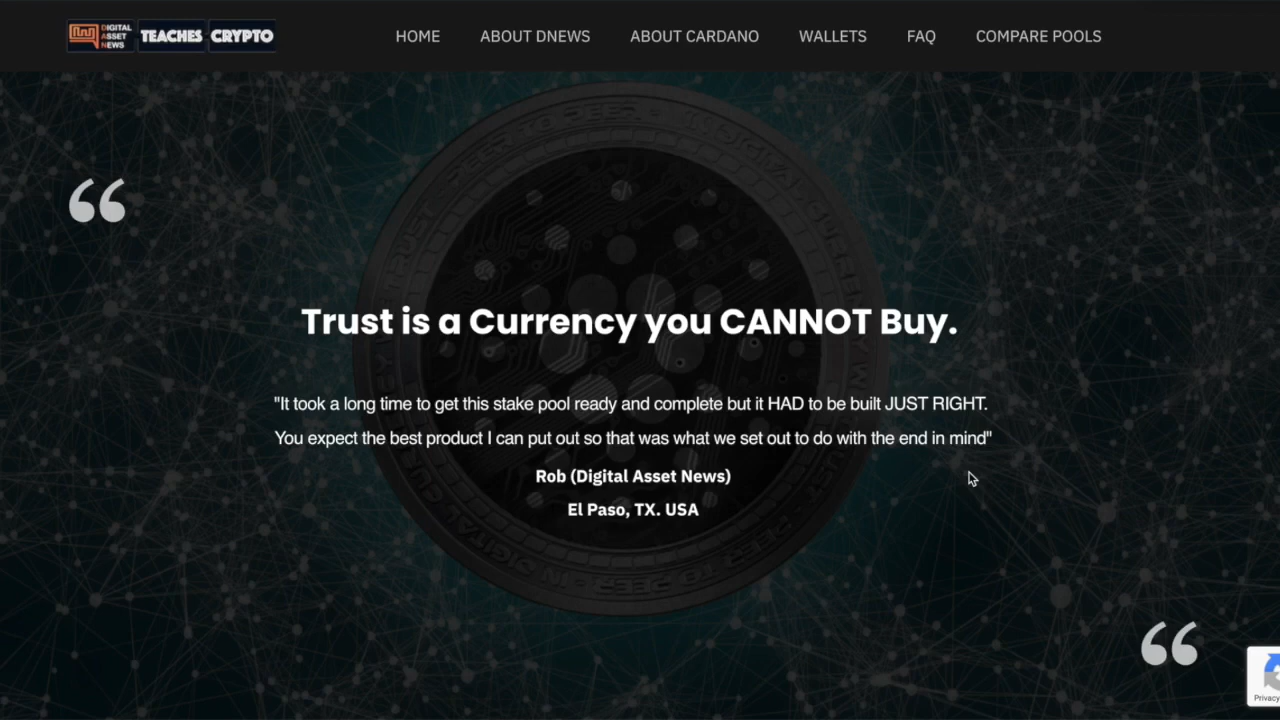 DIGITAL
ASSET
NEWS
TEACHES CRYPTO
HOME
ABOUT DNEWS
ABOUT CARDANO
WALLETS
FAQ
COMPARE POOLS
“
Trust is a Currency you CANNOT Buy.
"It took a long time to get this stake pool ready and complete but it HAD to be built JUST RIGHT.
You expect the best product I can put out so that was what we set out to do with the end in mind"
Rob (Digital Asset News)
El Paso, TX. USA
“
Privacy